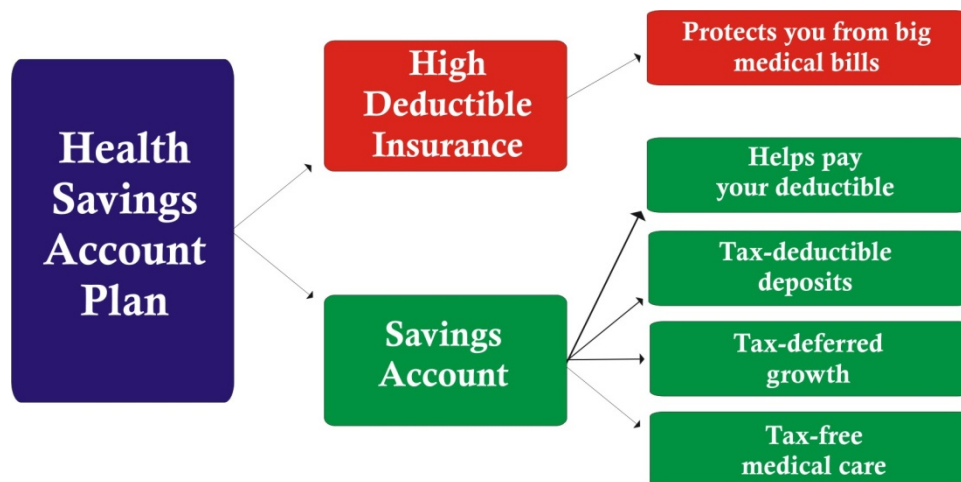 Health
Savings
Account
Plan
High
Deductible
Insurance
Savings
Account
Protects you from big
medical bills
Helps pay
your deductible
Tax-deductible
deposits
Tax-deferred
growth
Tax-free
medical care